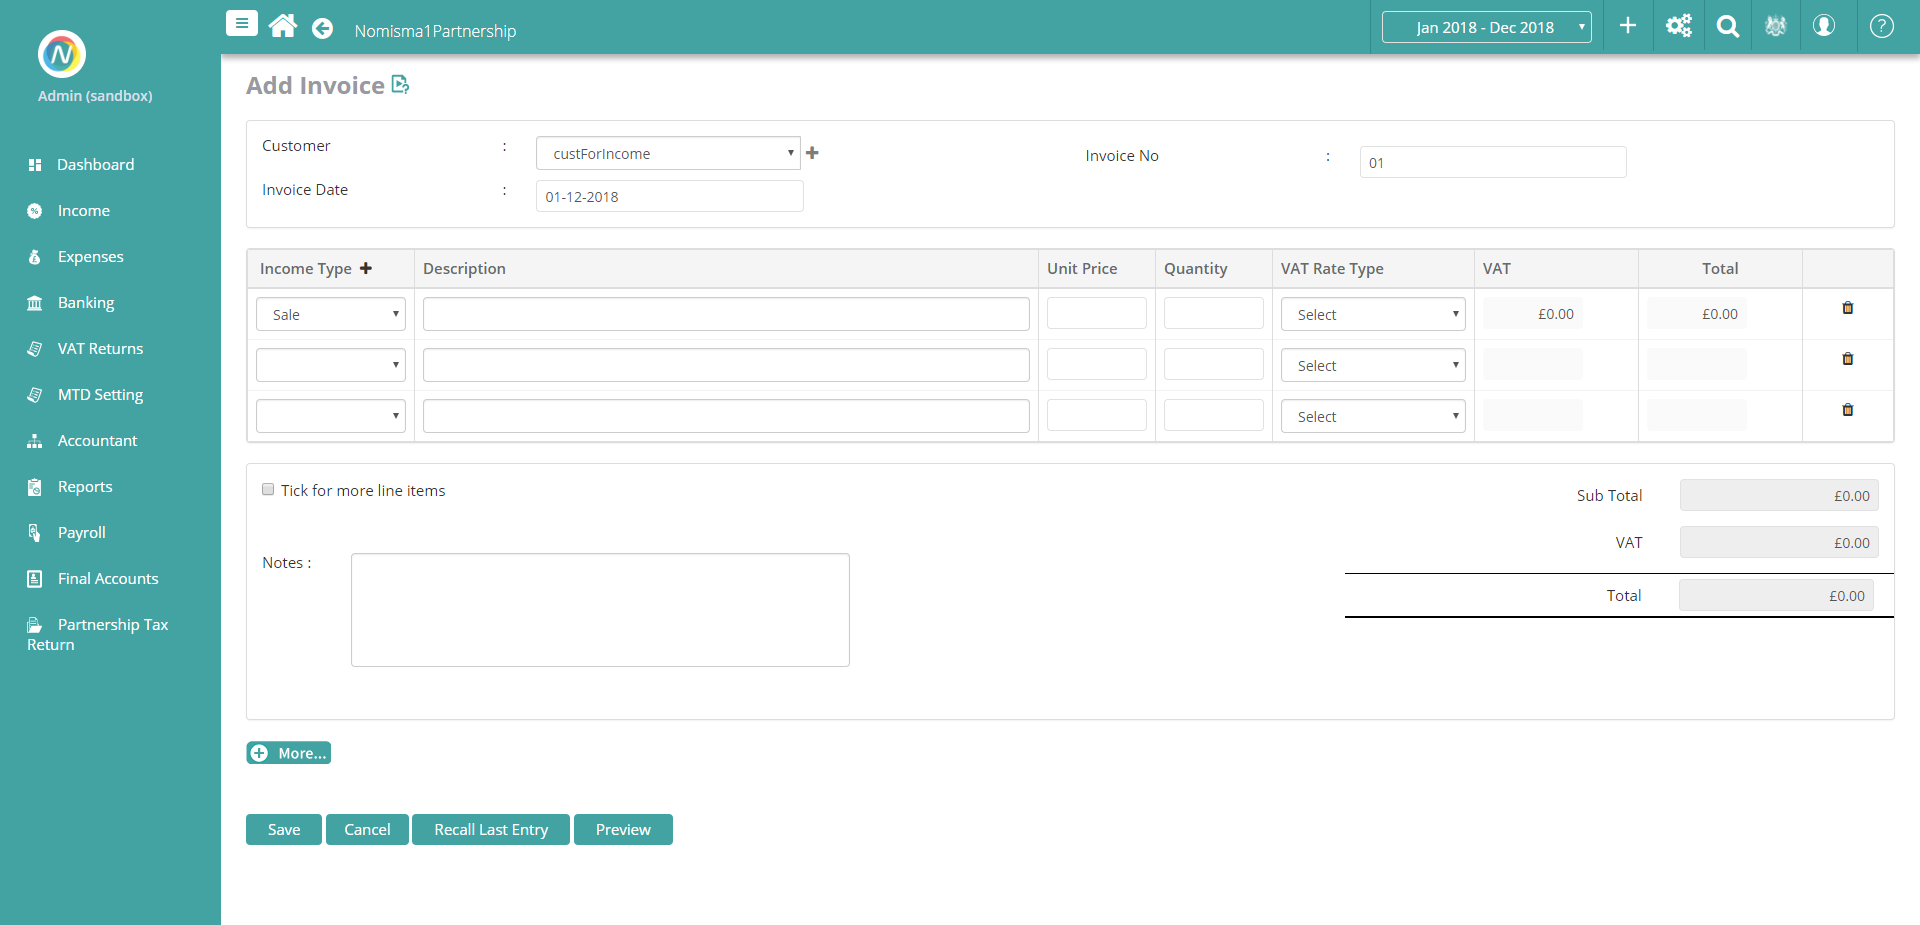 Nomisma1Partnership
Jan 2018 - Dec 2018
N
Admin (sandbox)
Dashboard
Income
Expenses
Banking
VAT Returns
MTD Setting
Accountant
Reports
Payroll
Final Accounts
Partnership Tax
Return
Add Invoice
Customer : custForIncome
Invoice No : 01
Invoice Date : 01-12-2018
Income Type Description Unit Price Quantity VAT Rate Type VAT Total
Sale Select £0.00 £0.00
Select
Select
Tick for more line items
Sub Total £0.00
VAT £0.00
Notes :
Total £0.00
More...
Save Cancel Recall Last Entry Preview